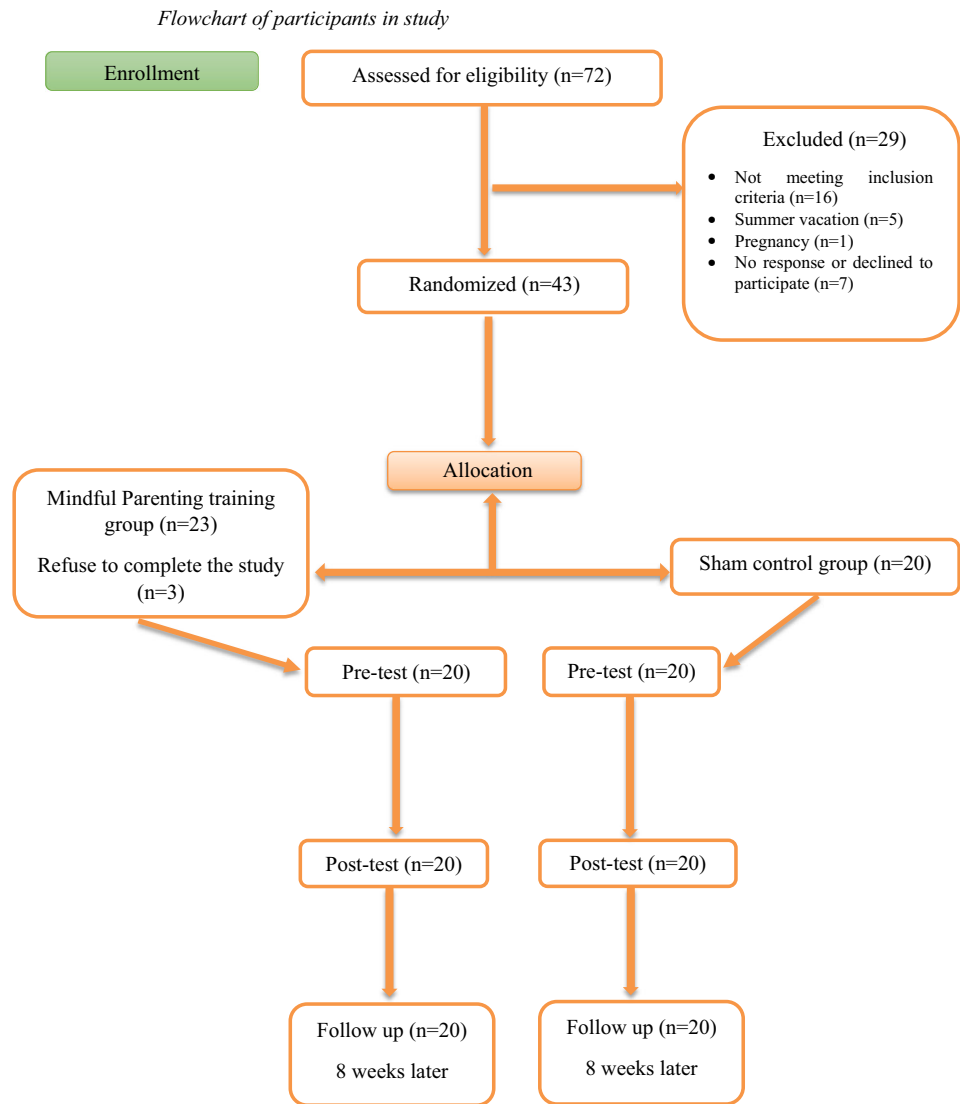 Flowchart of participants in study
Enrollment
Assessed for eligibility (n=72)
Excluded (n=29)
• Not meeting inclusion
criteria (n=16)
• Summer vacation (n=5)
• Pregnancy (n=1)
• No response or declined to
participate (n=7)
Randomized (n=43)
Allocation
Mindful Parenting training
group (n=23)
Refuse to complete the study
(n=3)
Sham control group (n=20)
Pre-test (n=20)
Pre-test (n=20)
Post-test (n=20)
Post-test (n=20)
Follow up (n=20)
8 weeks later
Follow up (n=20)
8 weeks later